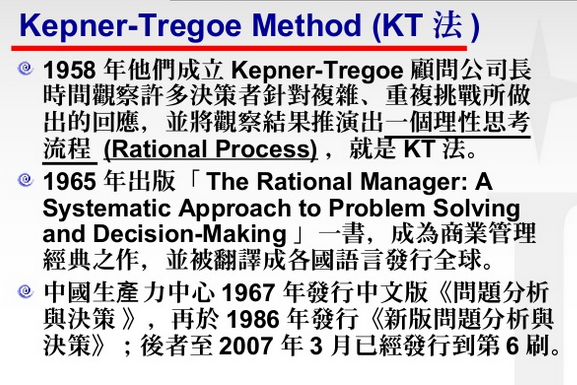 Kepner-Tregoe Method (KT 法)
1958 年他們成立 Kepner-Tregoe 顧問公司長
時間觀察許多決策者針對複雜、重複挑戰所做
出的回應，並將觀察結果推演出一個理性思考
流程 (Rational Process)，就是 KT 法。
1965 年出版「The Rational Manager: A
Systematic Approach to Problem Solving
and Decision-Making」一書，成為商業管理
經典之作，並被翻譯成各國語言發行全球。
中國生產力中心 1967 年發行中文版《問題分析
與決策》，再於 1986 年發行《新版問題分析與
決策》；後者至 2007 年 3 月已經發行到第 6 刷。